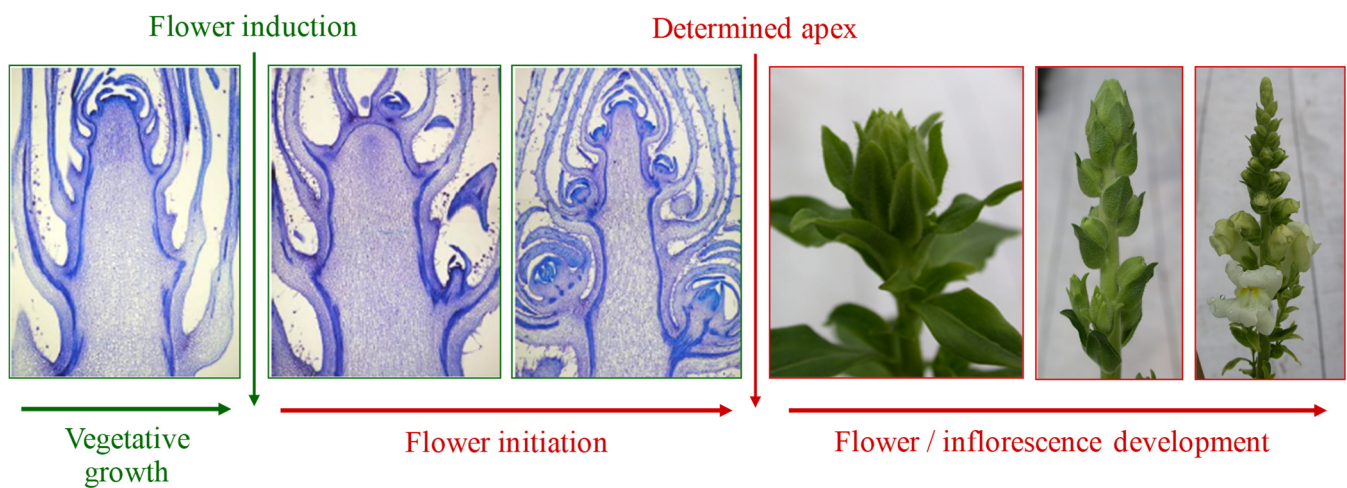 Flower induction
Determined apex
Vegetative
growth
Flower initiation
Flower / inflorescence development